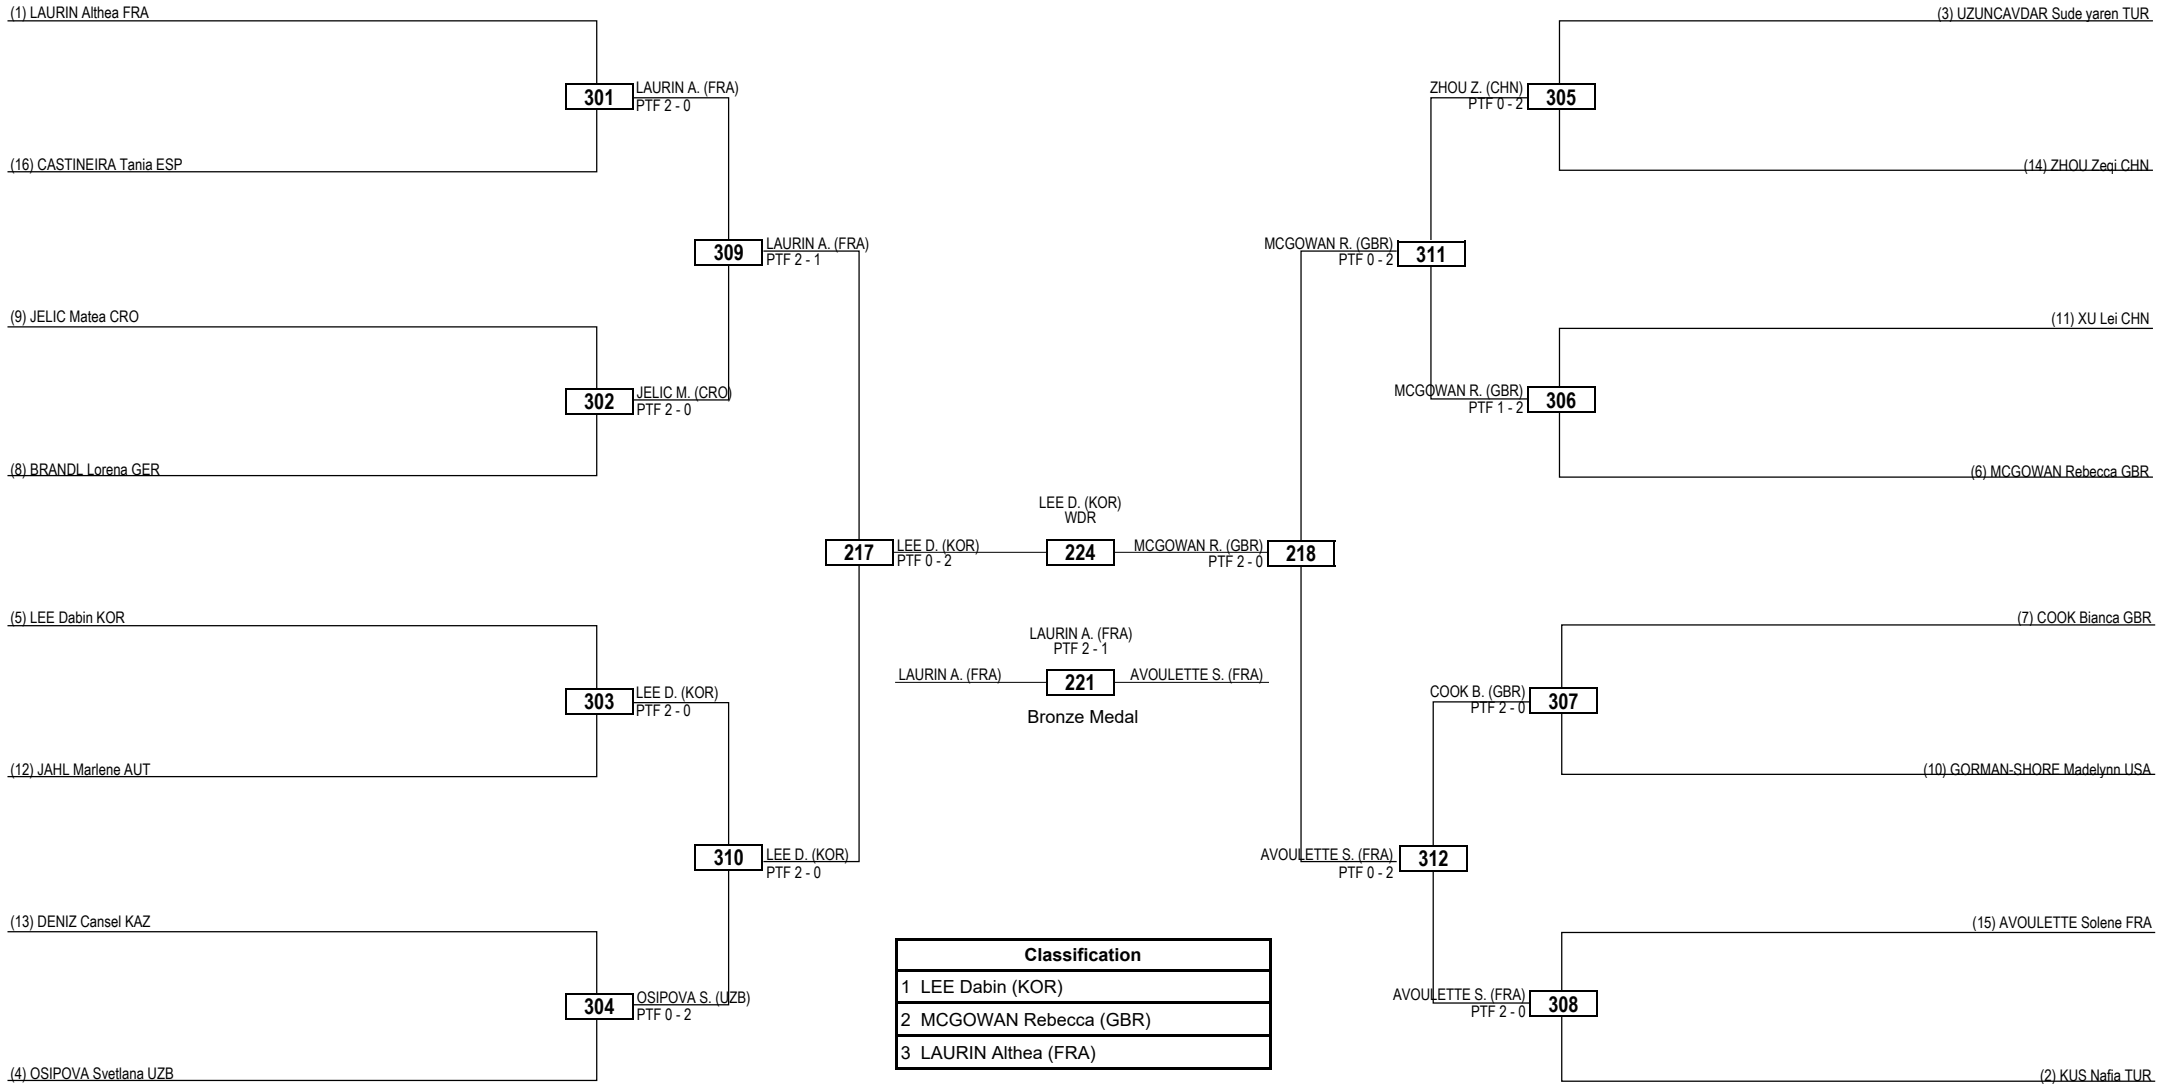 (1) LAURIN Althea FRA
301
LAURIN A. (FRA)
PTF 2 - 0
(16) CASTINEIRA Tania ESP
309
LAURIN A. (FRA)
PTF 2 - 1
(9) JELIC Matea CRO
302
JELIC M. (CRO)
PTF 2 - 0
(8) BRANDL Lorena GER
217
LEE D. (KOR)
PTF 0 - 2
(5) LEE Dabin KOR
303
LEE D. (KOR)
PTF 2 - 0
(12) JAHL Marlene AUT
310
LEE D. (KOR)
PTF 2 - 0
(13) DENIZ Cansel KAZ
304
OSIPOVA S. (UZB)
PTF 0 - 2
(4) OSIPOVA Svetlana UZB
LEE D. (KOR)
WDR
224
LAURIN A. (FRA)
PTF 2 - 1
LAURIN A. (FRA)
221
AVOULETTE S. (FRA)
Bronze Medal
Classification
1 LEE Dabin (KOR)
2 MCGOWAN Rebecca (GBR)
3 LAURIN Althea (FRA)
(3) UZUNCAVDAR Sude yaren TUR
ZHOU Z. (CHN)
PTF 0 - 2
305
(14) ZHOU Zeqi CHN
MCGOWAN R. (GBR)
PTF 0 - 2
311
(11) XU Lei CHN
MCGOWAN R. (GBR)
PTF 1 - 2
306
(6) MCGOWAN Rebecca GBR
MCGOWAN R. (GBR)
PTF 2 - 0
218
(7) COOK Bianca GBR
COOK B. (GBR)
PTF 2 - 0
307
(10) GORMAN-SHORE Madelynn USA
AVOULETTE S. (FRA)
PTF 0 - 2
312
(15) AVOULETTE Solene FRA
AVOULETTE S. (FRA)
PTF 2 - 0
308
(2) KUS Nafia TUR